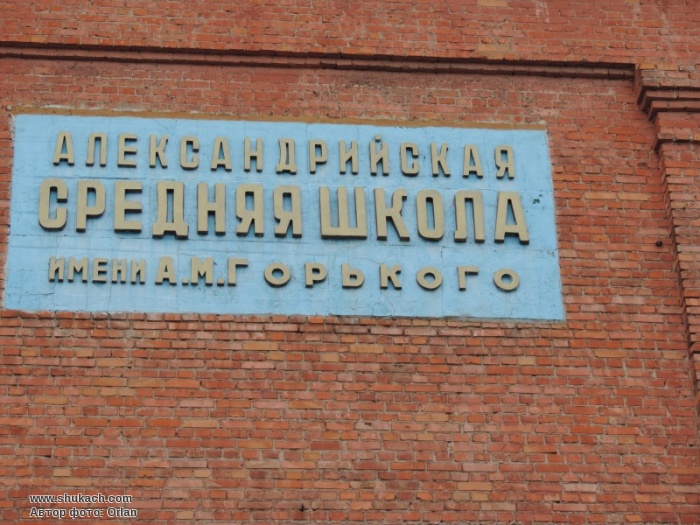 АЛЕКСАНДРИЙСКАЯ
СРЕДНЯЯ ШКОЛА
ИМЕНИ А.М.ГОРЬКОГО
www.shukach.com
Автор фото: Orlan